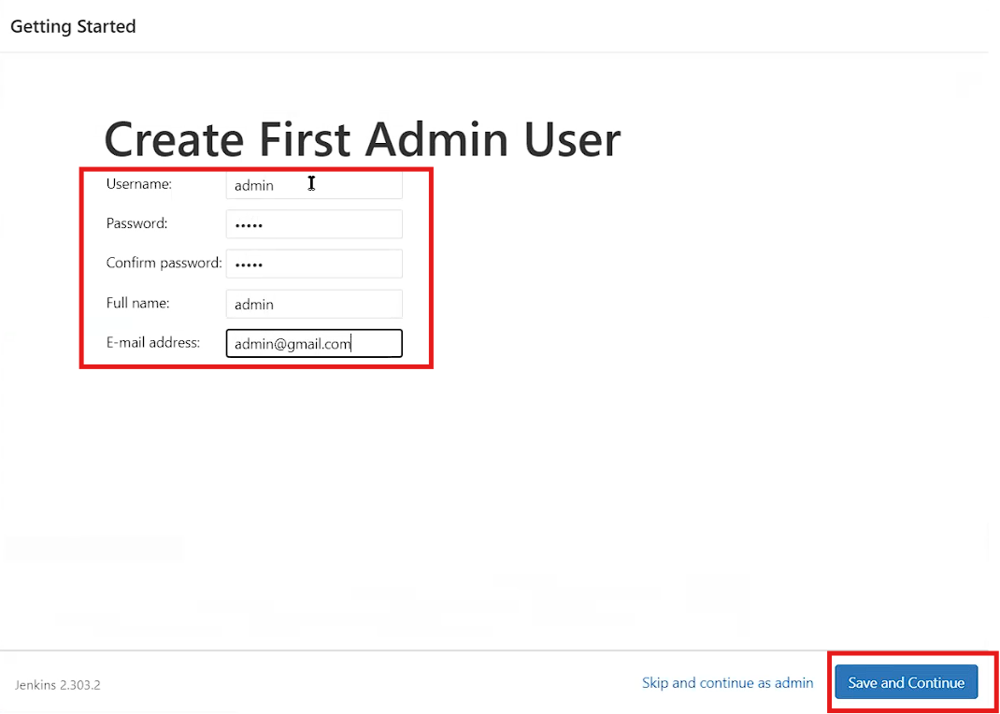 Getting Started
Create First Admin User
Username: admin
Password: •••••
Confirm password: •••••
Full name: admin
E-mail address: admin@gmail.com
Jenkins 2.303.2 Skip and continue as admin Save and Continue